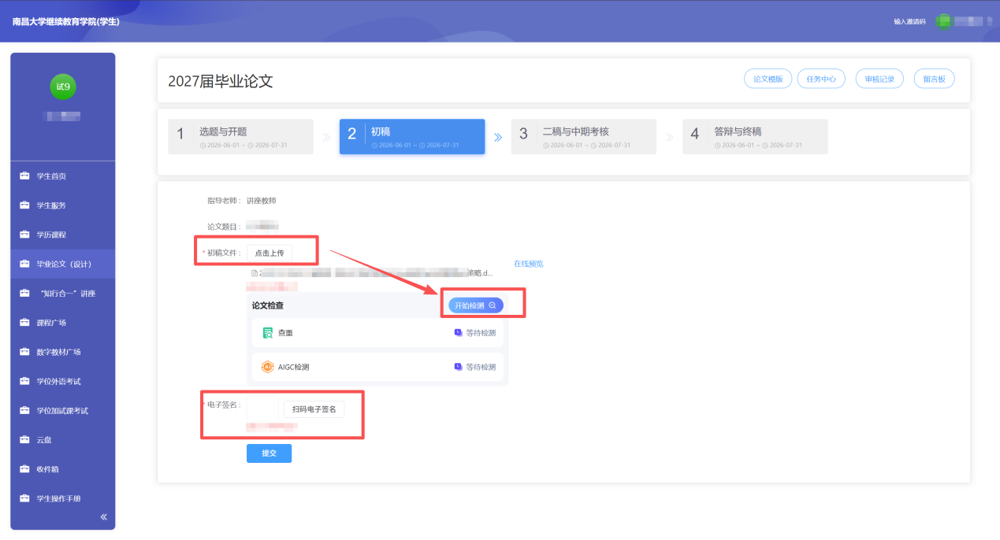 南昌大学继续教育学院(学生)
输入邀请码
试9
学生首页
学生服务
学历课程
毕业论文（设计）
“知行合一”讲座
课程广场
数字教材广场
学位外语考试
学位加试课考试
云盘
收件箱
学生操作手册
2027届毕业论文
论文模版 任务中心 审核记录 留言板
1 选题与开题
2026-06-01 ~ 2026-07-31
2 初稿
2026-06-01 ~ 2026-07-31
3 二稿与中期考核
2026-06-01 ~ 2026-07-31
4 答辩与终稿
2026-06-01 ~ 2026-07-31
指导老师： 讲座教师
论文题目：
* 初稿文件： 点击上传
策略.d...
在线预览
论文检查 开始检测
查重 等待检测
AIGC检测 等待检测
* 电子签名： 扫码电子签名
提交